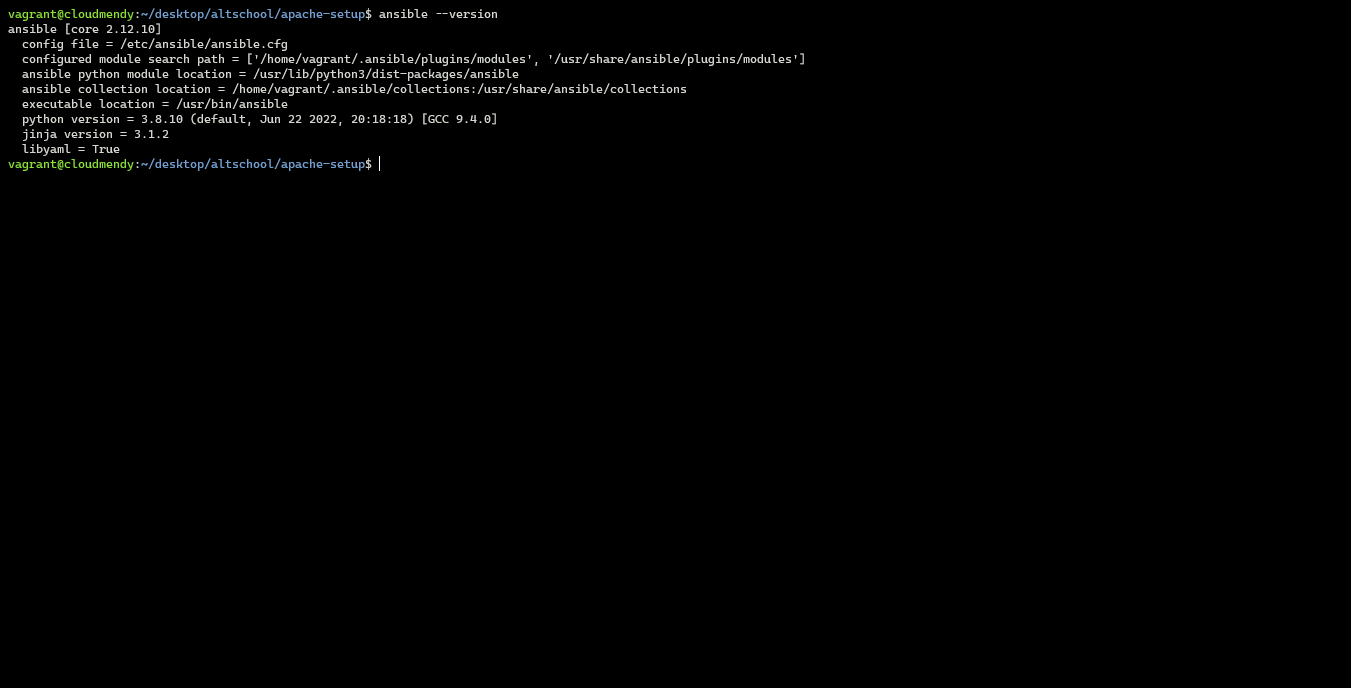 vagrant@cloudmendy:~/desktop/altschool/apache-setup$ ansible --version
ansible [core 2.12.10]
  config file = /etc/ansible/ansible.cfg
  configured module search path = ['/home/vagrant/.ansible/plugins/modules', '/usr/share/ansible/plugins/modules']
  ansible python module location = /usr/lib/python3/dist-packages/ansible
  ansible collection location = /home/vagrant/.ansible/collections:/usr/share/ansible/collections
  executable location = /usr/bin/ansible
  python version = 3.8.10 (default, Jun 22 2022, 20:18:18) [GCC 9.4.0]
  jinja version = 3.1.2
  libyaml = True
vagrant@cloudmendy:~/desktop/altschool/apache-setup$